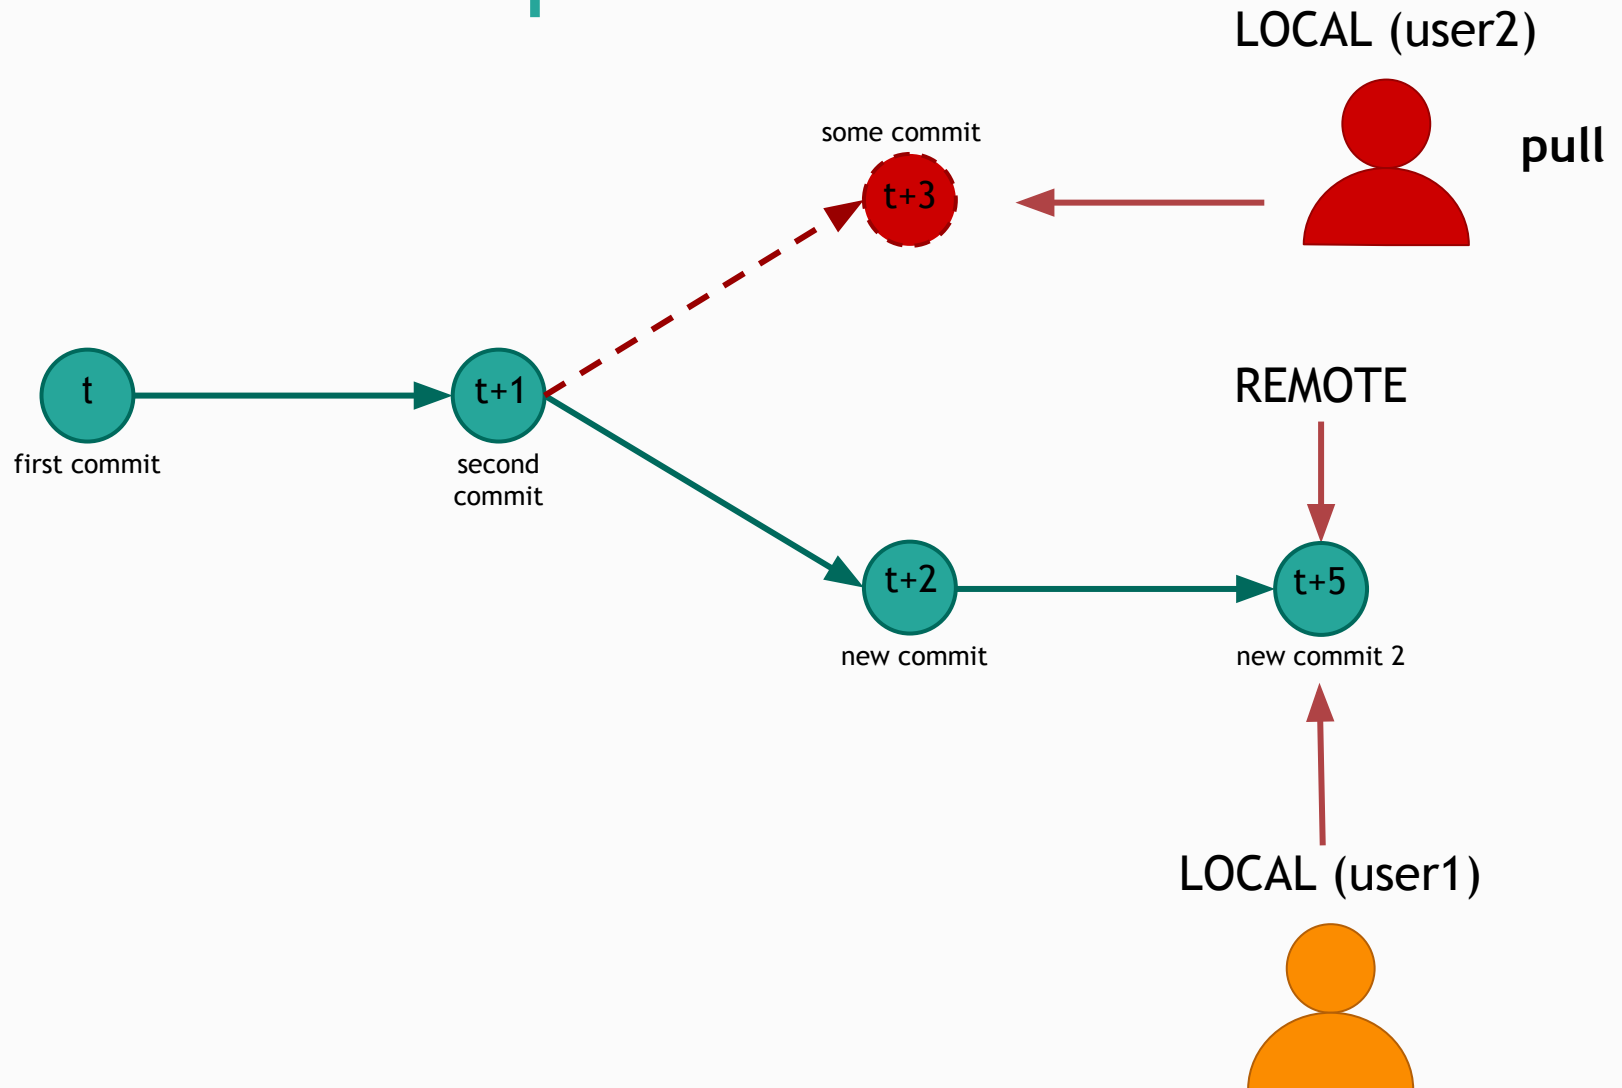 LOCAL (user2)
some commit
pull
t+3
REMOTE
t
t+1
first commit
second
commit
t+2
t+5
new commit
new commit 2
LOCAL (user1)